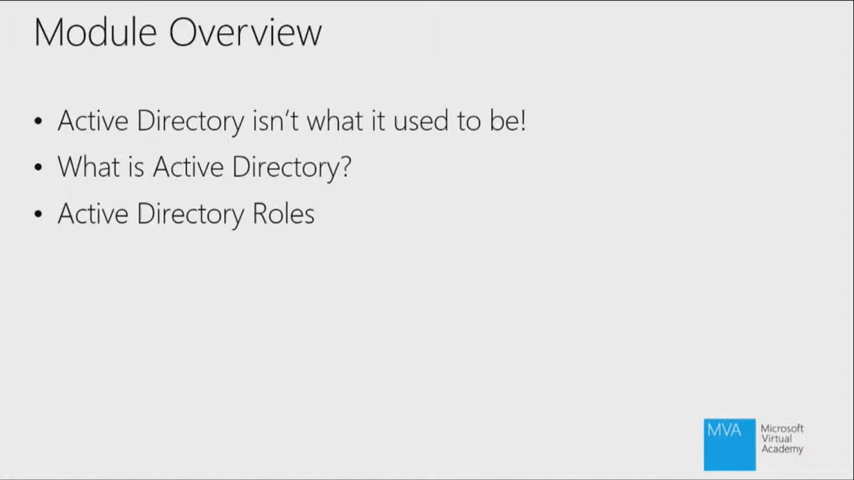 Module Overview
• Active Directory isn't what it used to be!
• What is Active Directory?
• Active Directory Roles
MVA
Microsoft
Virtual
Academy